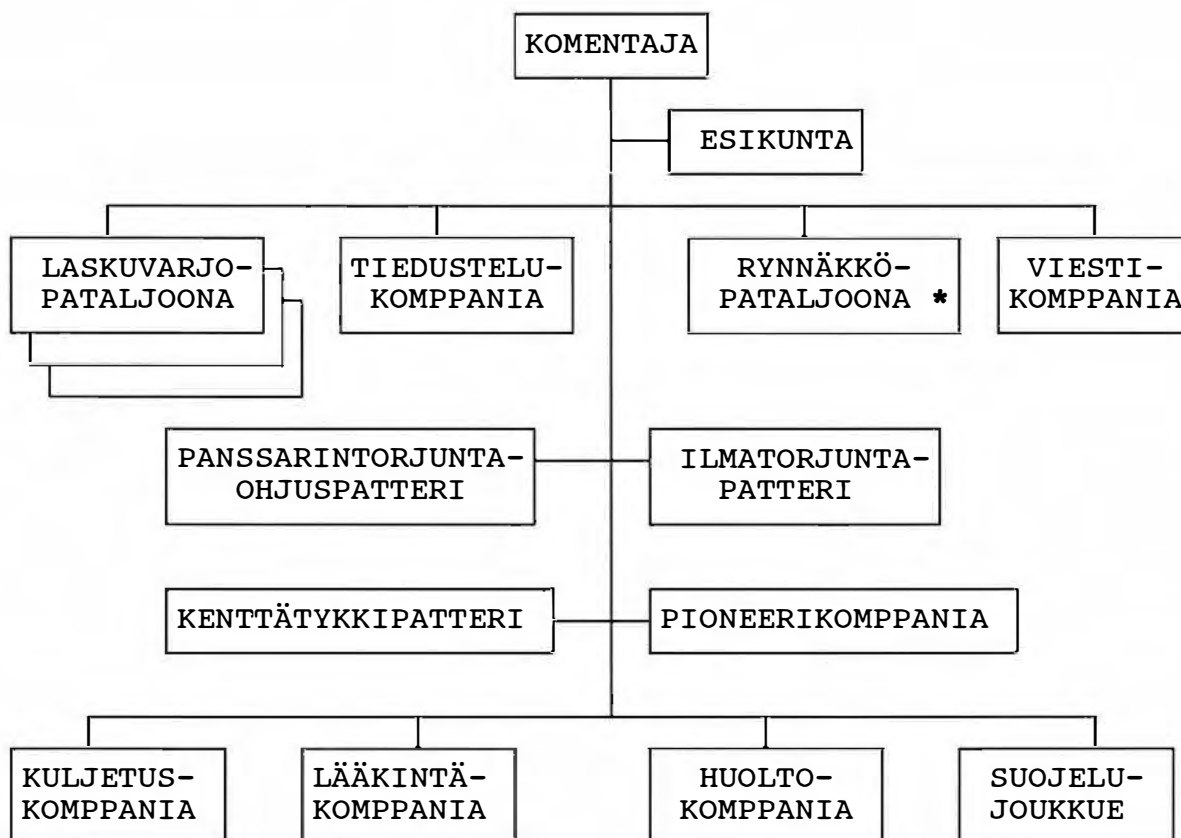 KOMENTAJA
ESIKUNTA
LASKUVARJO-
PATALJOONA
TIEDUSTELU-
KOMPPANIA
RYNNÄKKÖ-
PATALJOONA *
VIESTI-
KOMPPANIA
PANSSARINTORJUNTA-
OHJUSPATTERI
ILMATORJUNTA-
PATTERI
KENTTÄTYKKIPATTERI
PIONEERIKOMPPANIA
KULJETUS-
KOMPPANIA
LÄÄKINTÄ-
KOMPPANIA
HUOLTO-
KOMPPANIA
SUOJELU-
JOUKKUE